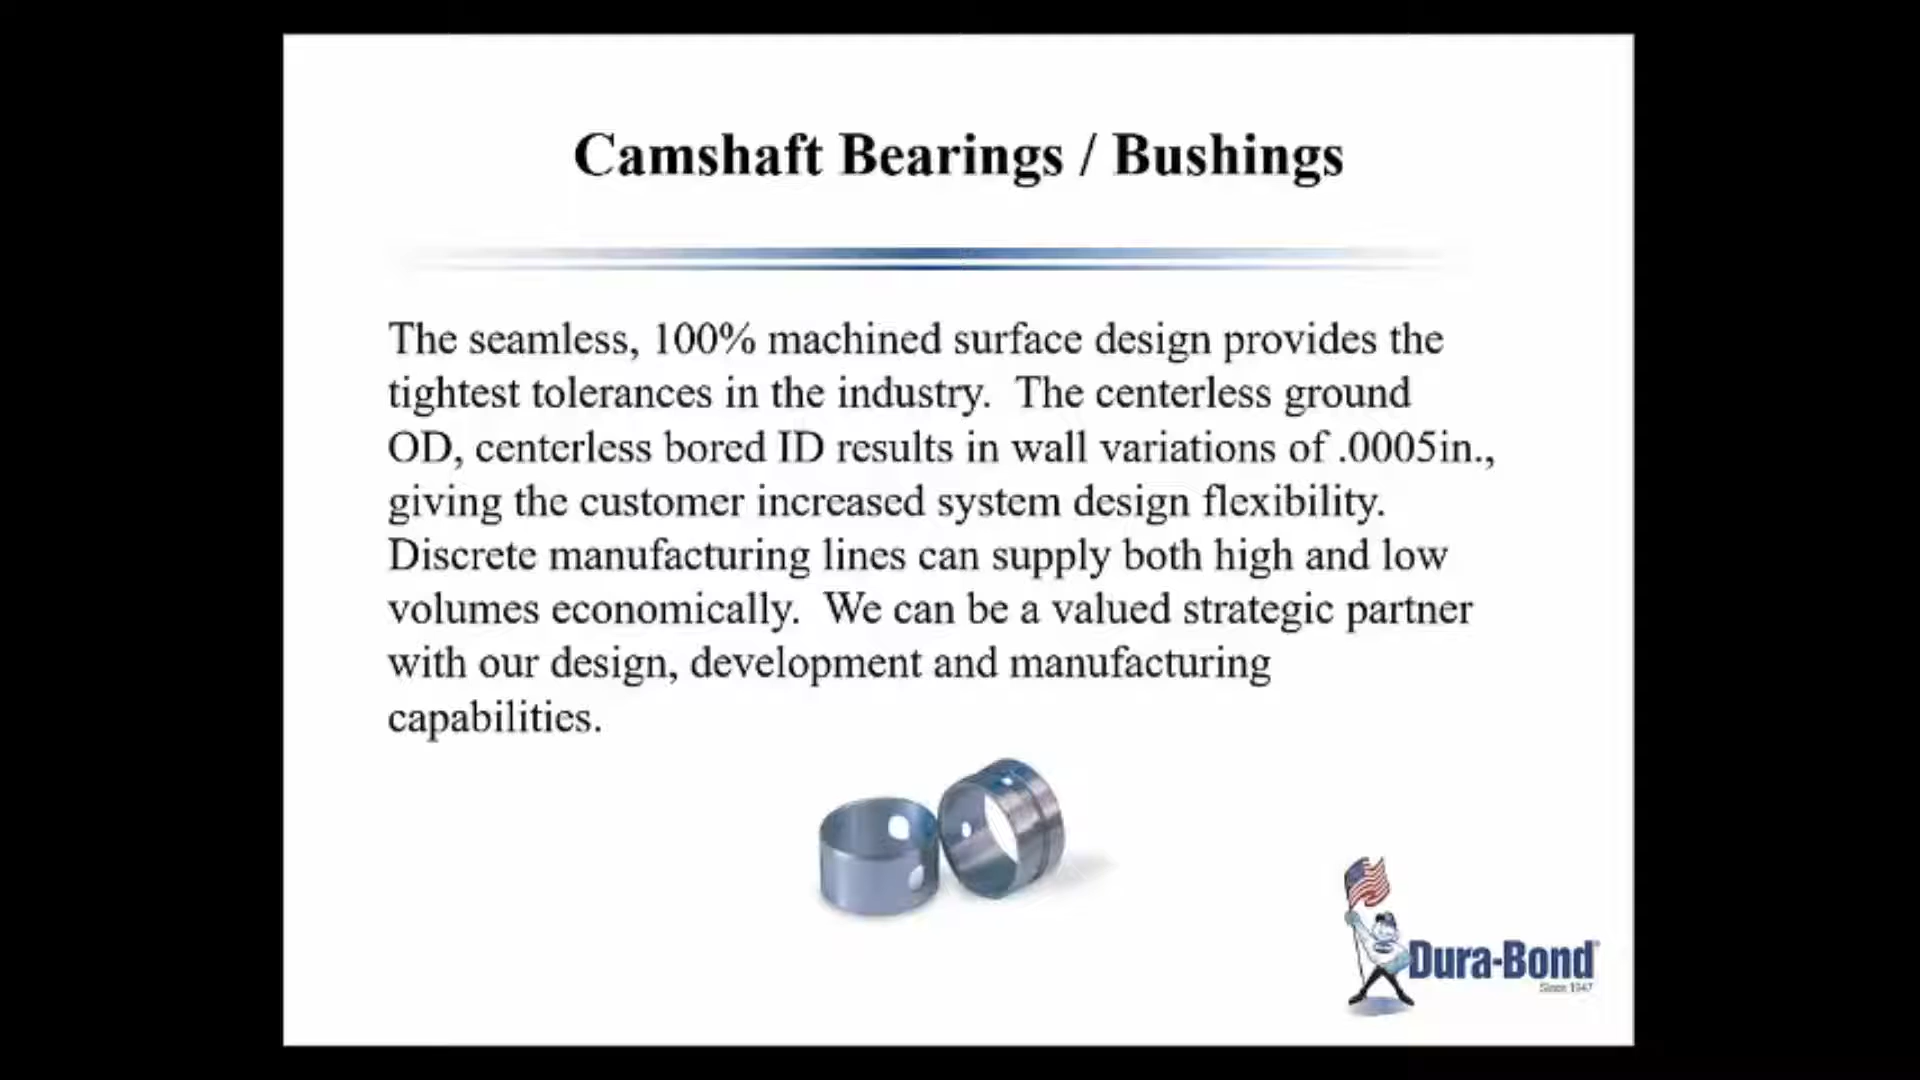 Camshaft Bearings / Bushings
The seamless, 100% machined surface design provides the
tightest tolerances in the industry.  The centerless ground
OD, centerless bored ID results in wall variations of .0005in.,
giving the customer increased system design flexibility.
Discrete manufacturing lines can supply both high and low
volumes economically.  We can be a valued strategic partner
with our design, development and manufacturing
capabilities.
Dura-Bond®
Since 1947